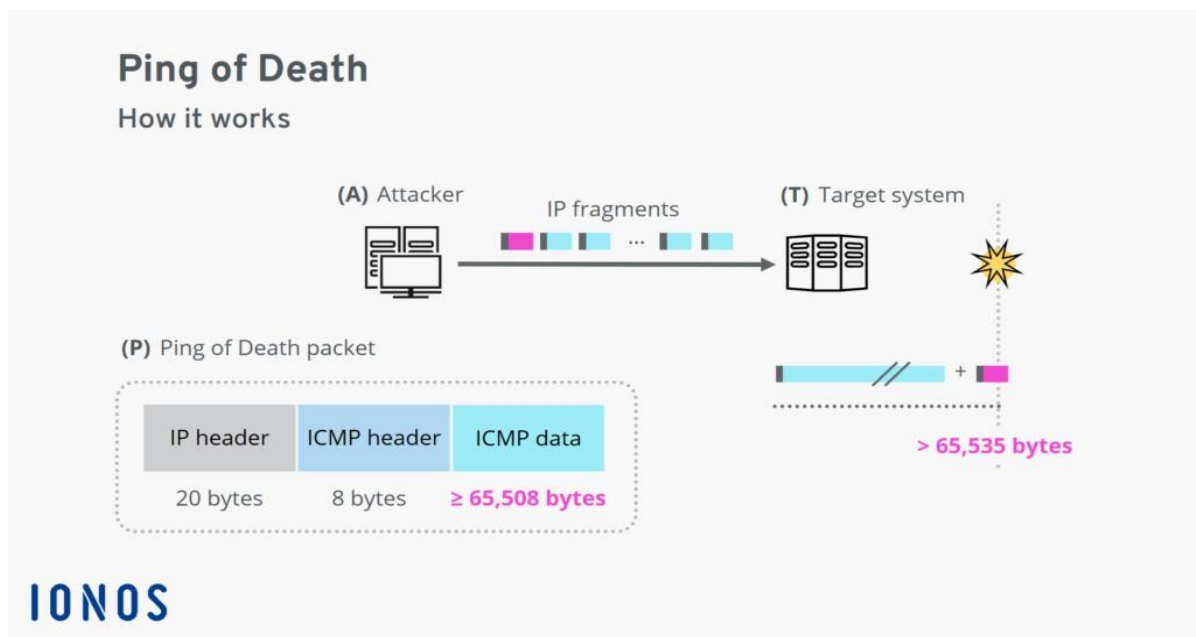 Ping of Death
How it works
(A) Attacker
IP fragments
(T) Target system
...
(P) Ping of Death packet
+
IP header
ICMP header
ICMP data
> 65,535 bytes
20 bytes
8 bytes
≥ 65,508 bytes
IONOS